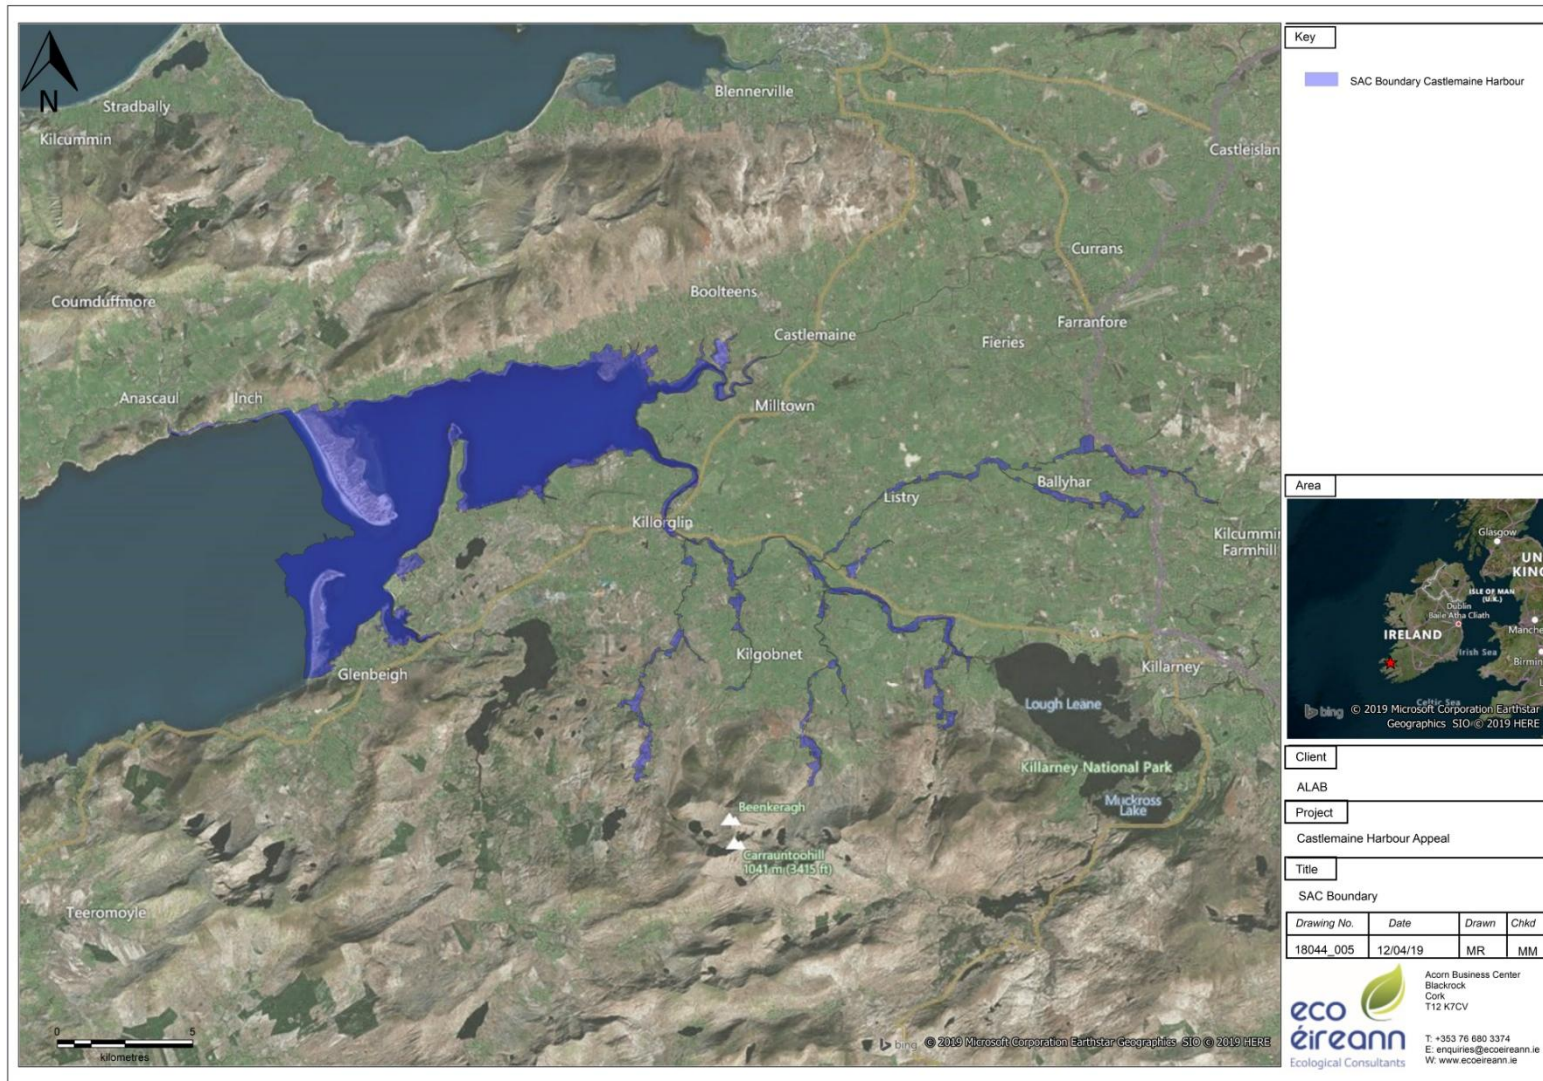 N
Stradbally
Kilcummin
Blennerville
Castleislan
Currans
Coumduffmore
Boolteens
Castlemaine
Farranfore
Fieries
Anascaul
Inch
Milltown
Ballyhar
Listry
Killorglin
Kilcummin
Farmhill
Kilgobnet
Glenbeigh
Killarney
Lough Leane
Killarney National Park
Muckross
Lake
Beenkeragh
Carrauntoohill
1041 m (3415 ft)
Teeromoyle
0 5
kilometres
bing © 2019 Microsoft Corporation Earthstar Geographics SIO © 2019 HERE
Key
SAC Boundary Castlemaine Harbour
Area
Glasgow
UN
KING
ISLE OF MAN
(U.K.)
Dublin
Baile Átha Cliath
Manche
IRELAND
Irish Sea
Birmin
Celtic Sea
bing © 2019 Microsoft Corporation Earthstar
Geographics SIO © 2019 HERE
Client
ALAB
Project
Castlemaine Harbour Appeal
Title
SAC Boundary
Drawing No. Date Drawn Chkd
18044_005 12/04/19 MR MM
eco
éireann
Ecological Consultants
Acorn Business Center
Blackrock
Cork
T12 K7CV
T: +353 76 680 3374
E: enquiries@ecoeireann.ie
W: www.ecoeireann.ie